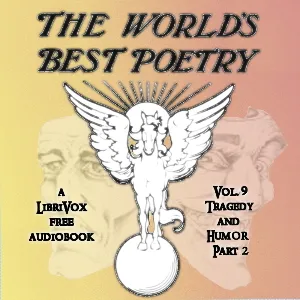 THE WORLD'S
BEST POETRY
A
LIBRIVOX
FREE
AUDIOBOOK
VOL. 9
TRAGEDY
AND
HUMOR
PART 2